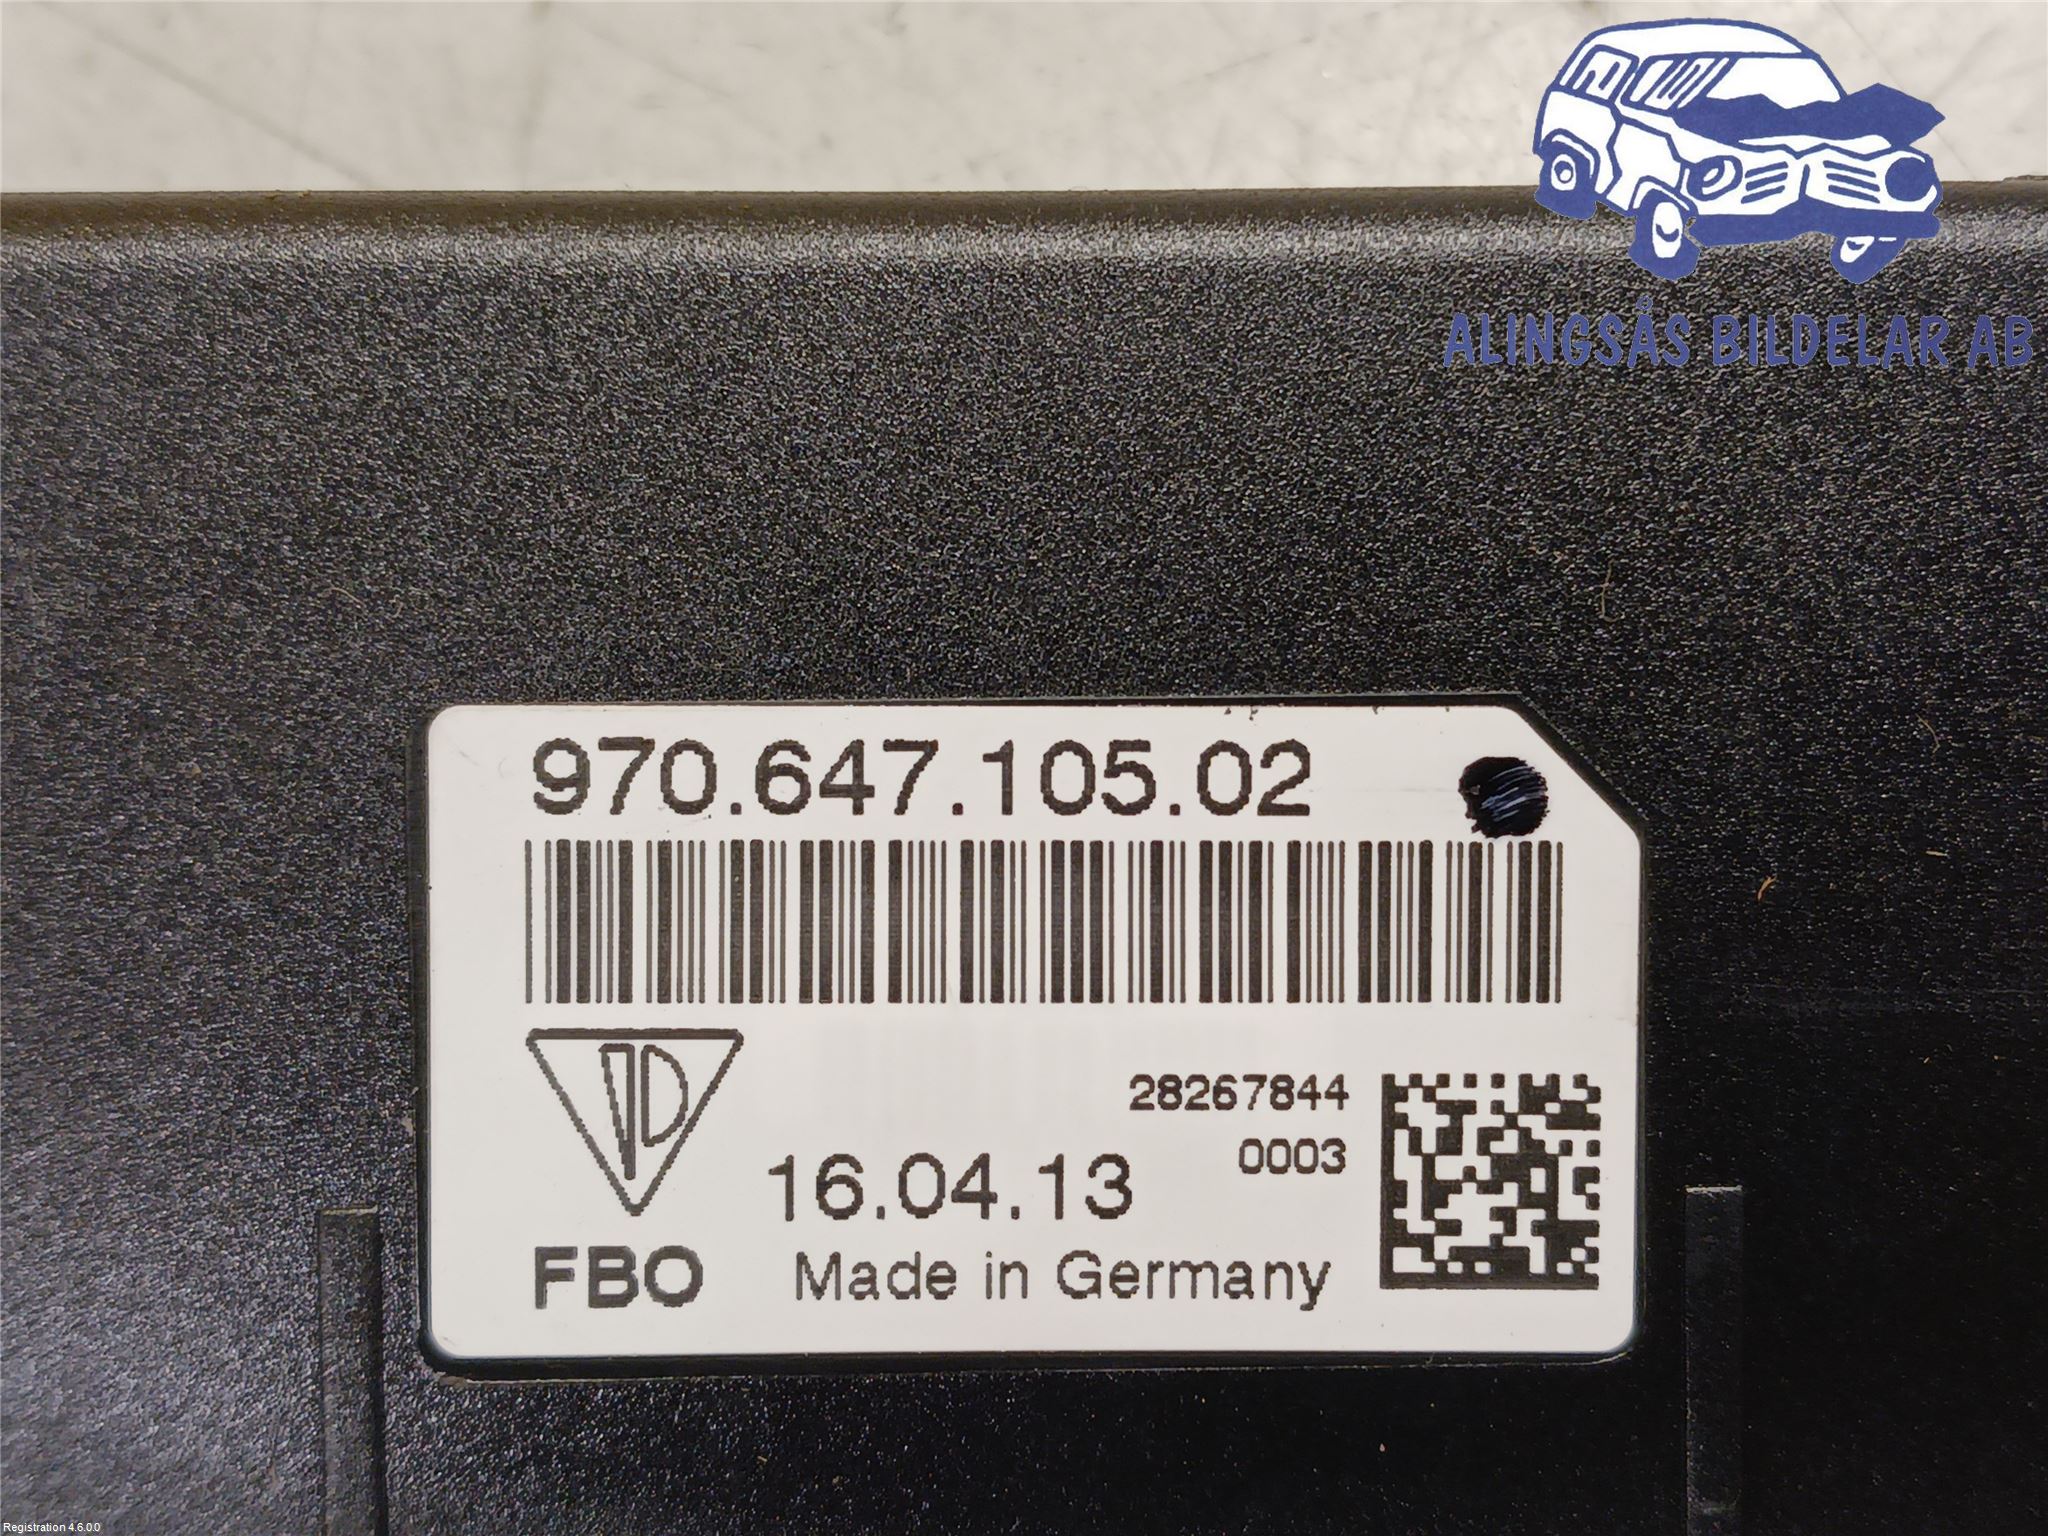 ALINGSÅS BILDELAR AB
970.647.105.02
28267844
0003
16.04.13
FBO Made in Germany
Registration 4.6.0.0